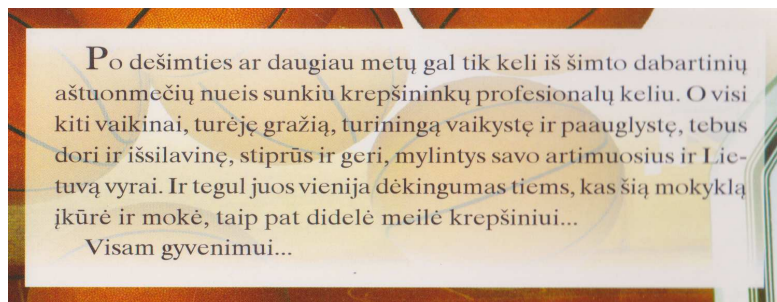 Po dešimties ar daugiau metų gal tik keli iš šimto dabartinių
aštuonmečių nueis sunkiu krepšininkų profesionalų keliu. O visi
kiti vaikinai, turėję gražią, turiningą vaikystę ir paauglystę, tebus
dori ir išsilavinę, stiprūs ir geri, mylintys savo artimuosius ir Lie-
tuvą vyrai. Ir tegul juos vienija dėkingumas tiems, kas šią mokyklą
įkūrė ir mokė, taip pat didelė meilė krepšiniui...
Visam gyvenimui...